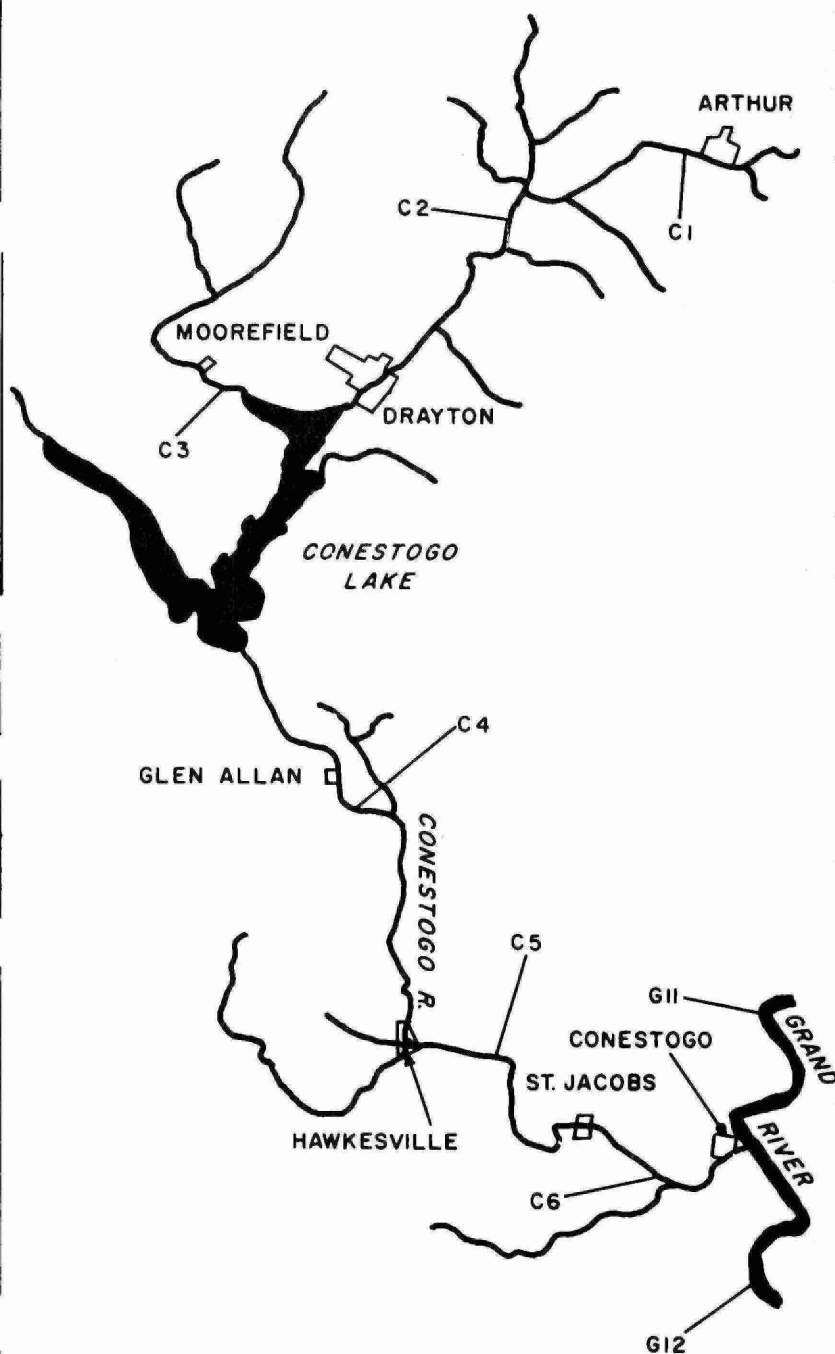 ARTHUR
C2
C1
MOOREFIELD
DRAYTON
C3
CONESTOGO
LAKE
C4
GLEN ALLAN
CONESTOGO R.
C5
G11
GRAND
RIVER
CONESTOGO
ST. JACOBS
HAWKESVILLE
C6
G12